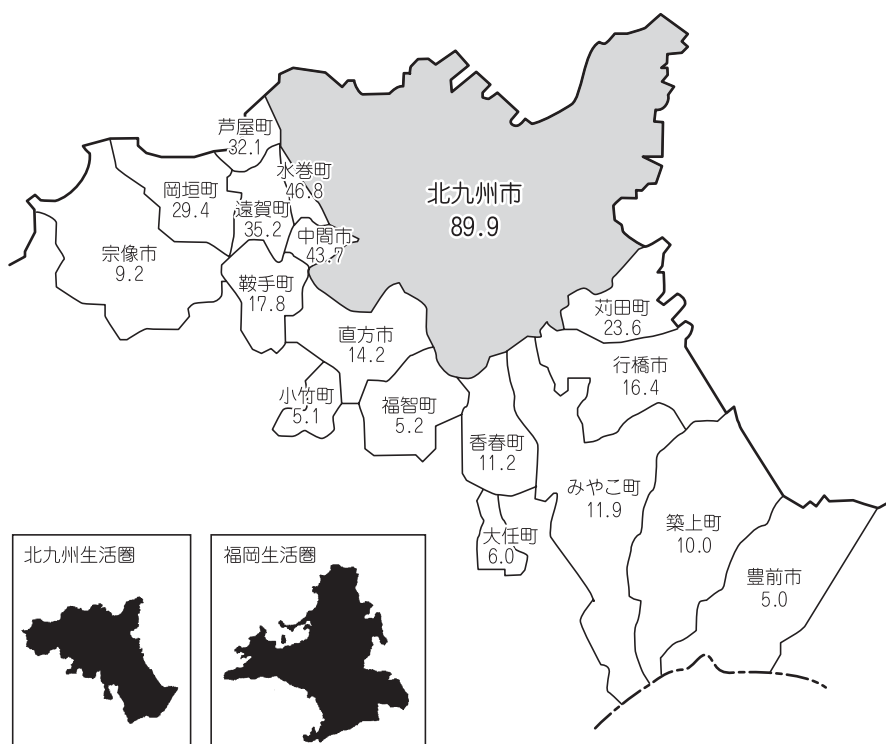 芦屋町
32.1
水巻町
46.8
岡垣町
29.4
遠賀町
35.2
北九州市
89.9
中間市
43.7
宗像市
9.2
鞍手町
17.8
苅田町
23.6
直方市
14.2
行橋市
16.4
小竹町
5.1
福智町
5.2
香春町
11.2
みやこ町
11.9
築上町
10.0
大任町
6.0
豊前市
5.0
北九州生活圏
福岡生活圏